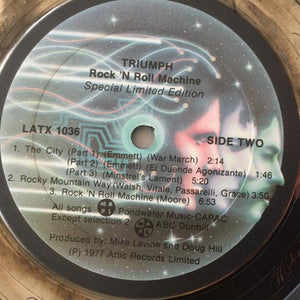 TRIUMPH
Rock 'N Roll Machine
Special Limited Edition
LATX 1036
SIDE TWO
1. The City (Part 1) (Emmett) (War March) 2:14
(Part 2) (Emmett) (El Duende Agonizante) 1:46
(Part 3) (Minstrel's Lament) 5:20
2. Rocky Mountain Way (Walsh, Vitale, Passarelli, Grace) 3:50
3. Rock 'N Roll Machine (Moore) 6:53
All songs Pondwater Music-CAPAC
Except selection 2 ABC Dunhill
Produced by: Mike Levine and Doug Hill
(P) 1977 Attic Records Limited